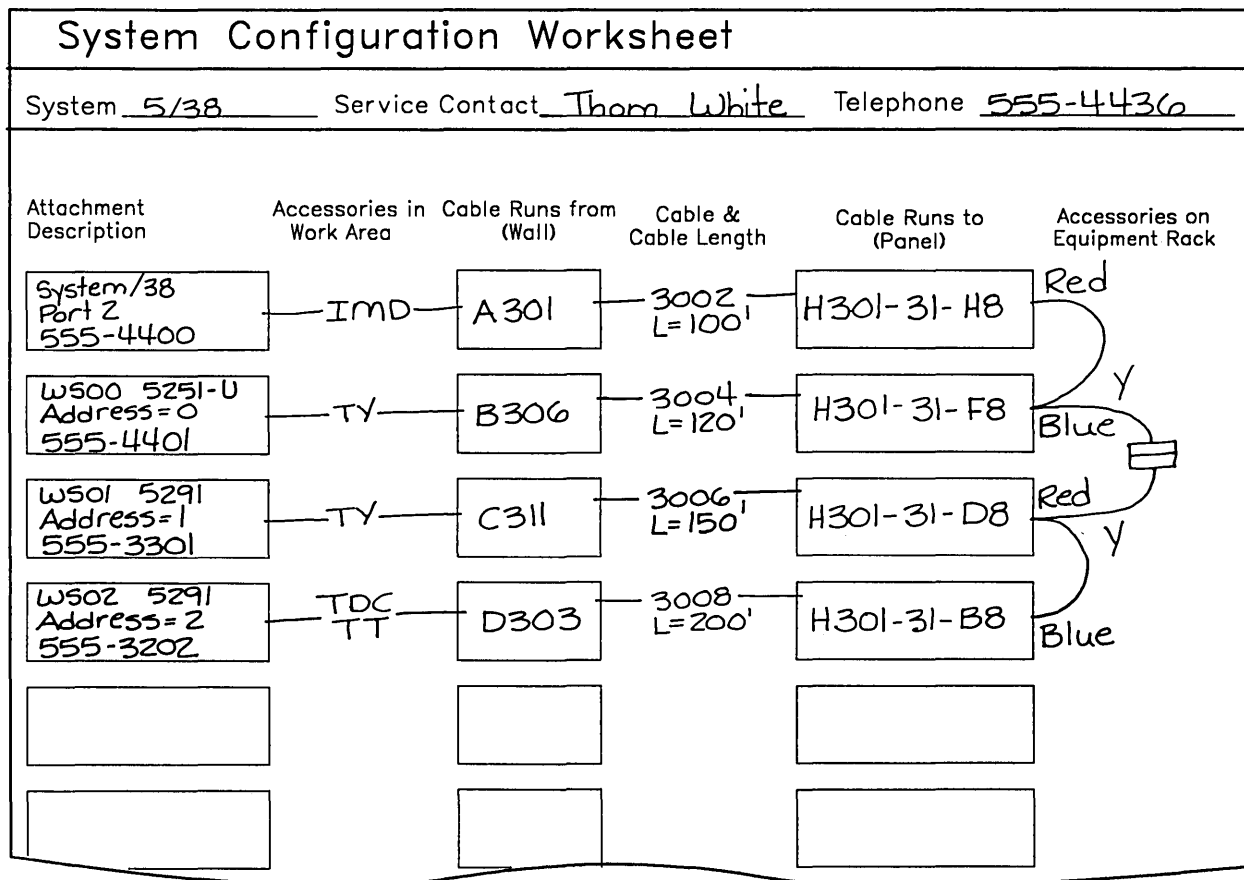 System Configuration Worksheet
System 5/38 Service Contact Thom White Telephone 555-4436
Attachment Description
Accessories in Work Area
Cable Runs from (Wall)
Cable & Cable Length
Cable Runs to (Panel)
Accessories on Equipment Rack
System/38
Port 2
555-4400
IMD
A301
3002
L=100'
H301-31-H8
Red
WS00 5251-U
Address=0
555-4401
TY
B306
3004
L=120'
H301-31-F8
Y
Blue
WS01 5291
Address=1
555-3301
TY
C311
3006
L=150'
H301-31-D8
Red
Y
WS02 5291
Address=2
555-3202
TDC
TT
D303
3008
L=200'
H301-31-B8
Blue